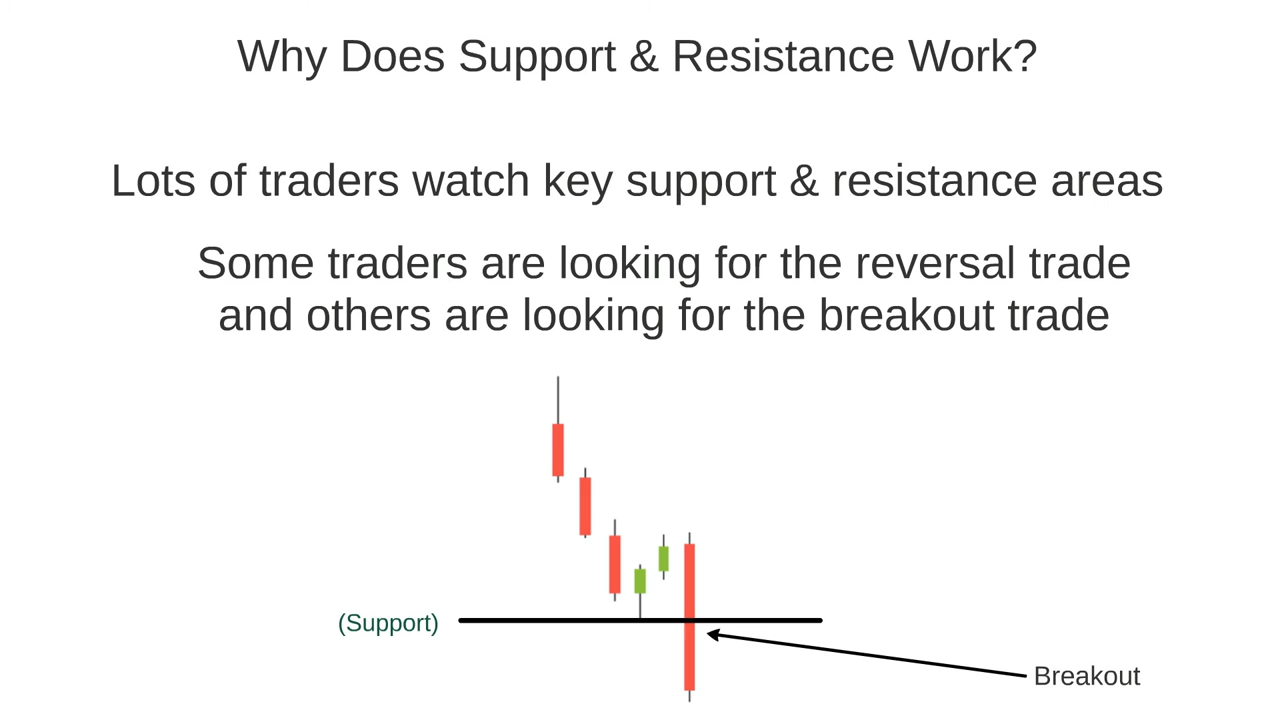 Why Does Support & Resistance Work?
Lots of traders watch key support & resistance areas
Some traders are looking for the reversal trade
and others are looking for the breakout trade
(Support)
Breakout